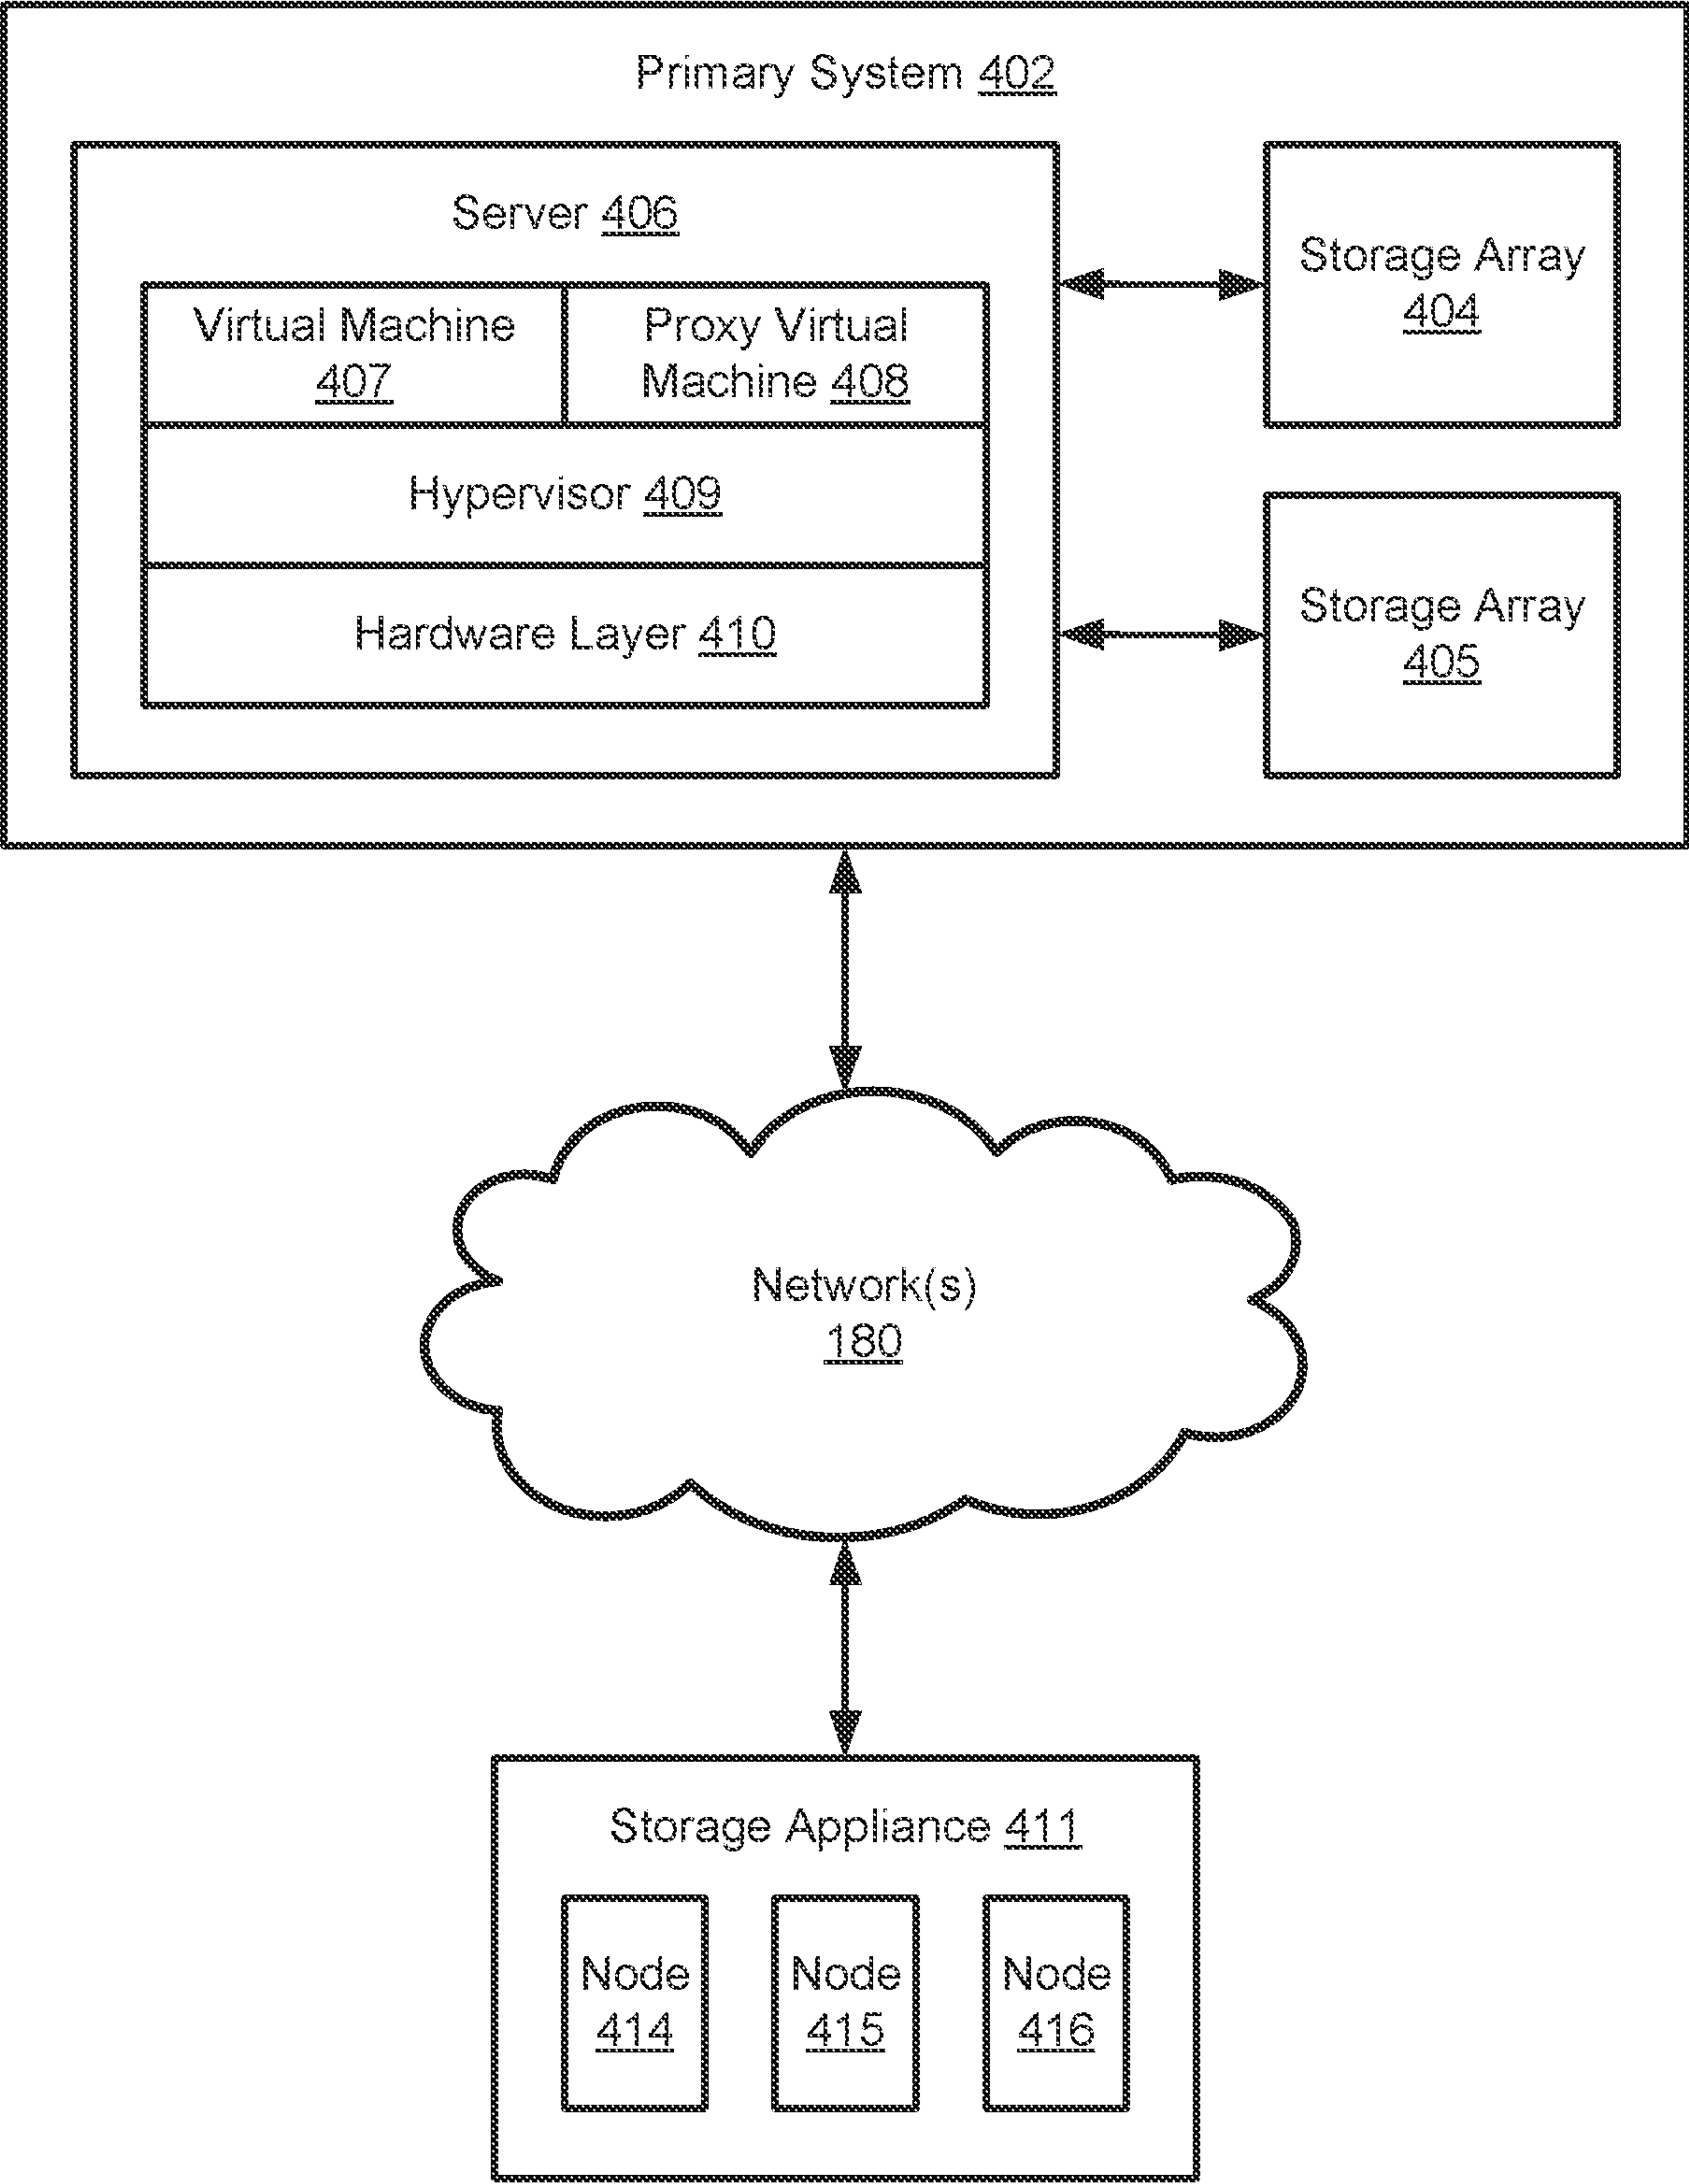 Primary System 402
Server 406
Virtual Machine
407
Proxy Virtual
Machine 408
Hypervisor 409
Hardware Layer 410
Storage Array
404
Storage Array
405
Network(s)
180
Storage Appliance 411
Node
414
Node
415
Node
416